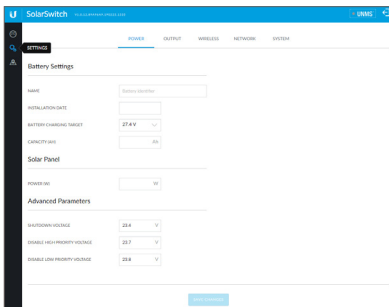 U SolarSwitch
UNMS
POWER OUTPUT WIRELESS NETWORK SYSTEM
SETTINGS
Battery Settings
NAME Battery Identifier
INSTALLATION DATE
BATTERY CHARGING TARGET 27.4 V
CAPACITY (AH) Ah
Solar Panel
POWER (W) W
Advanced Parameters
SHUTDOWN VOLTAGE 23.4 V
DISABLE HIGH PRIORITY VOLTAGE 23.7 V
DISABLE LOW PRIORITY VOLTAGE 23.8 V